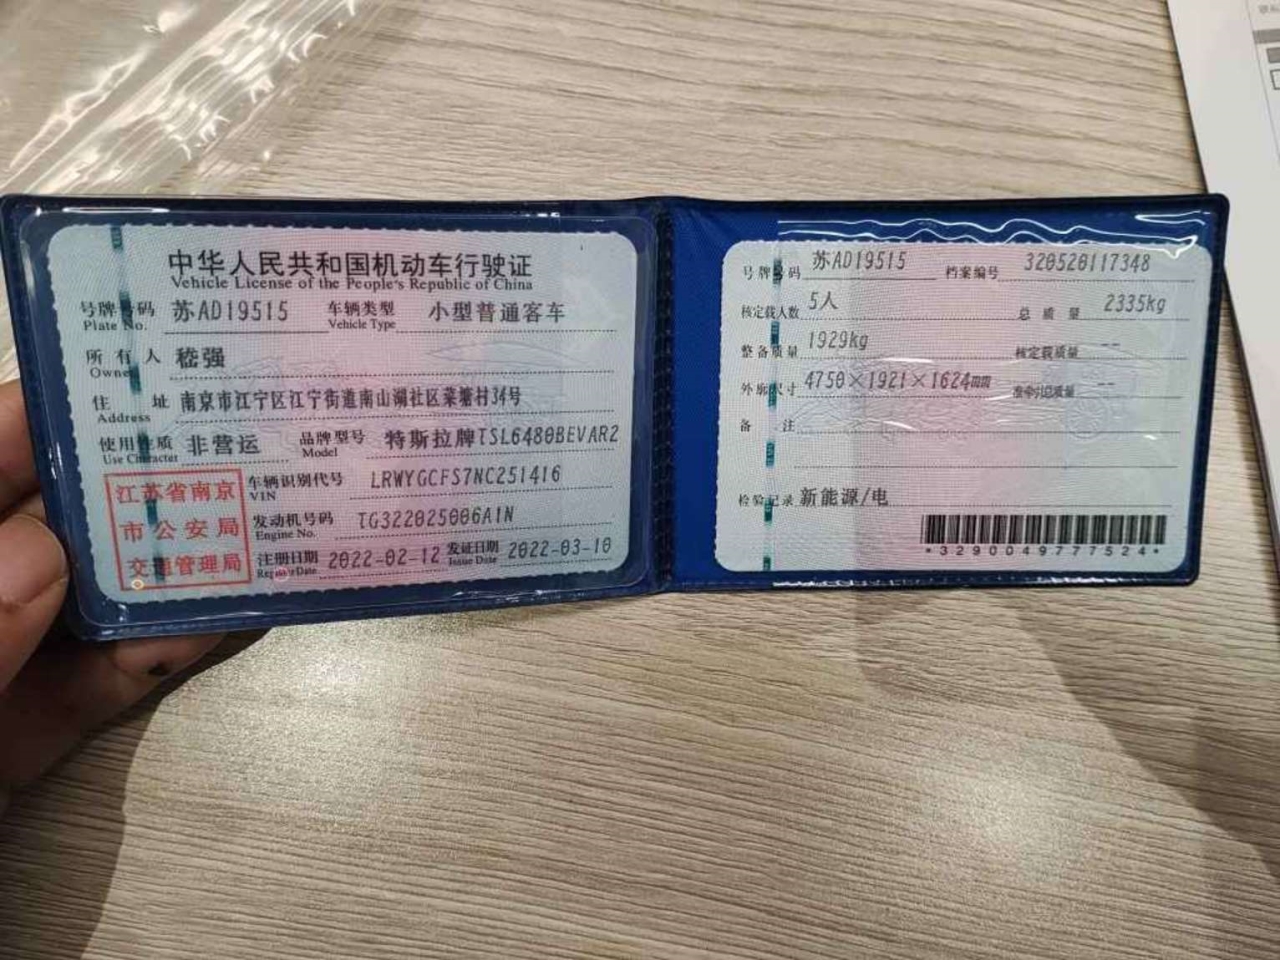 中华人民共和国机动车行驶证
Vehicle License of the People's Republic of China
号牌号码 苏AD19515 车辆类型 小型普通客车
Plate No. Vehicle Type
所有人 嵇强
Owner
住址 南京市江宁区江宁街道南山湖社区菜塘村34号
Address
使用性质 非营运 品牌型号 特斯拉牌TSL6480BEVAR2
Use Character Model
江苏省南京
市公安局
交通管理局
车辆识别代号 LRWYGCFS7NC251416
VIN
发动机号码 TG322025006A1N
Engine No.
注册日期 2022-02-12 发证日期 2022-03-10
Register Date Issue Date
号牌号码 苏AD19515 档案编号 320520117348
核定载人数 5人 总质量 2335kg
整备质量 1929kg 核定载质量 --
外廓尺寸 4750×1921×1624mm 准牵引总质量 --
备注
检验记录 新能源/电
*3290049777524*